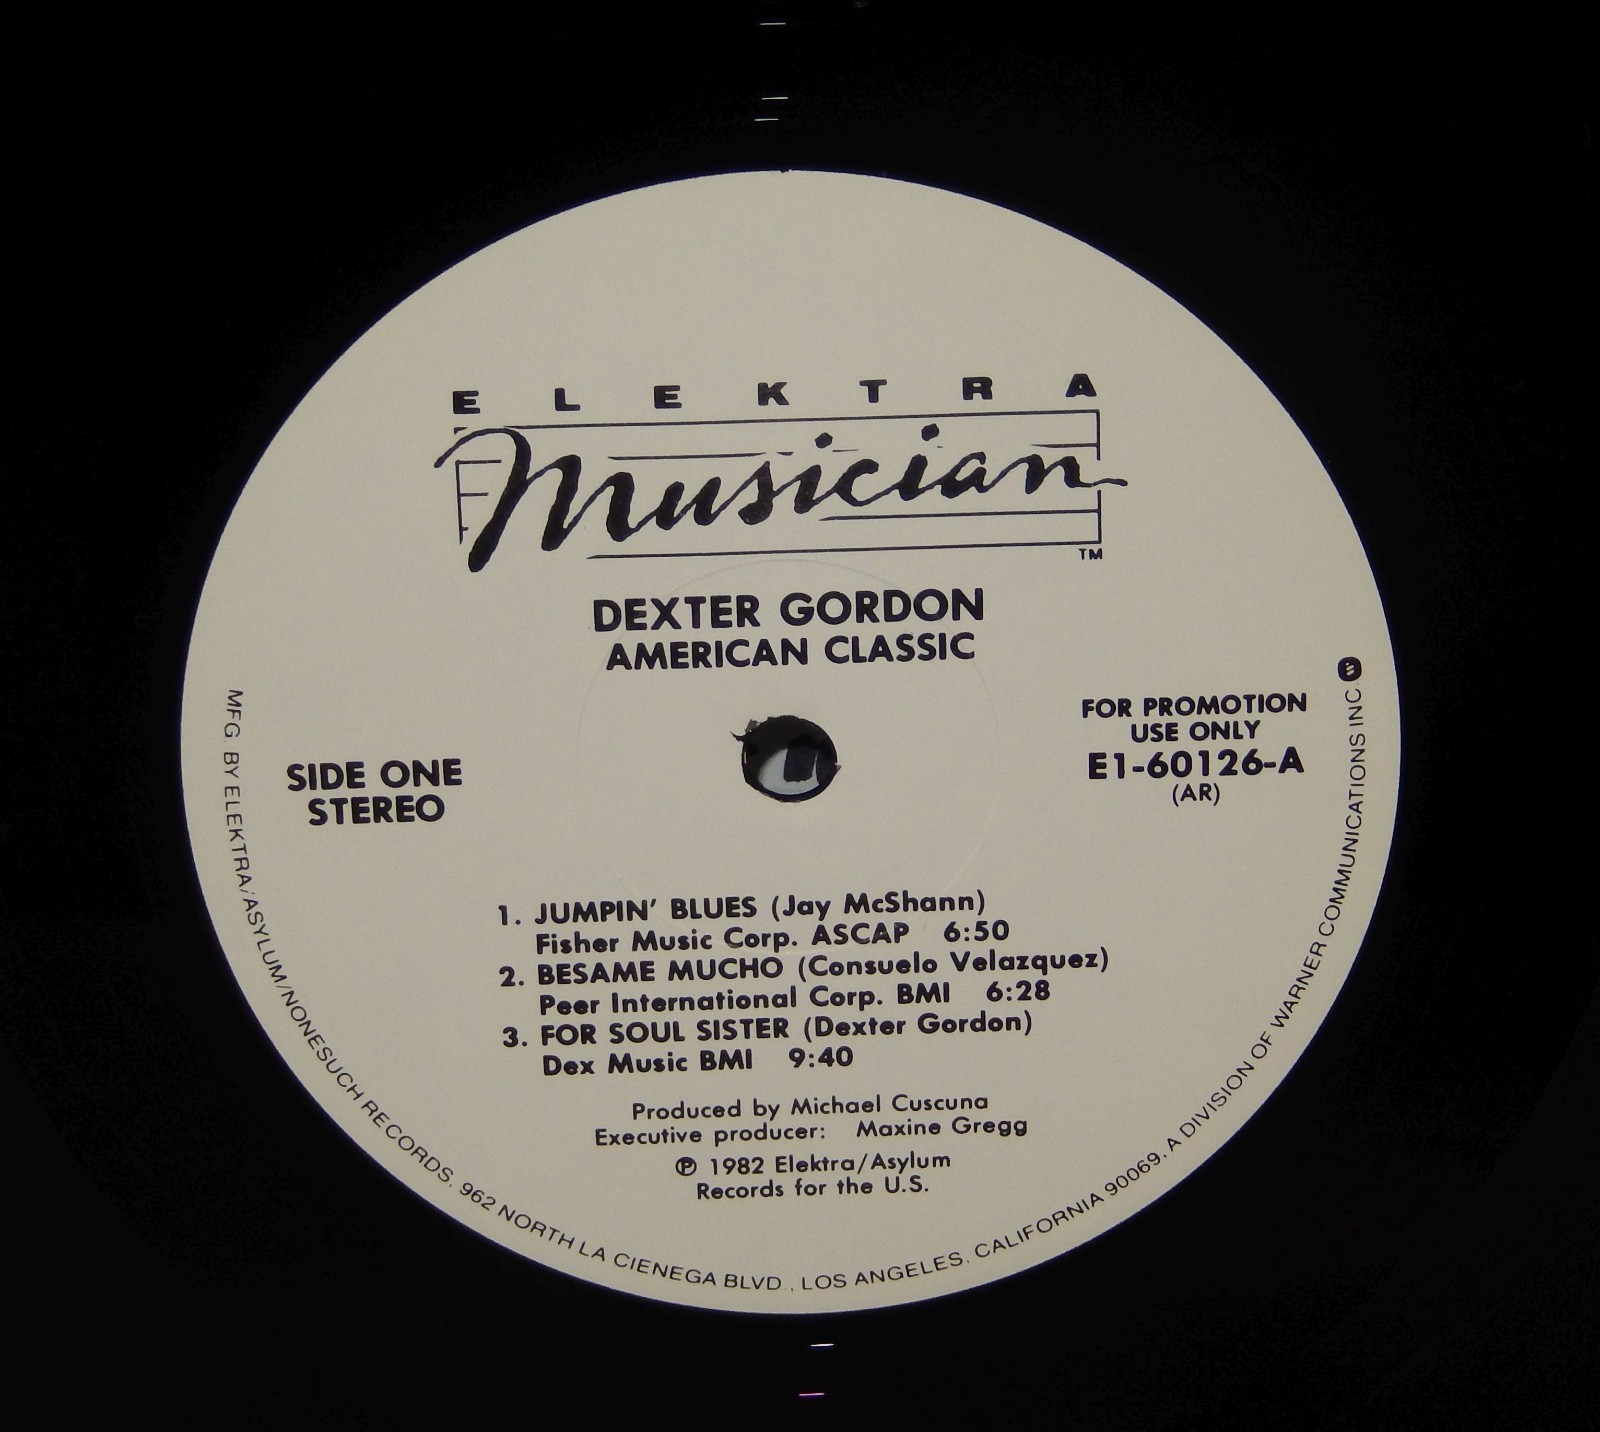 ELEKTRA
Musician
TM
DEXTER GORDON
AMERICAN CLASSIC
SIDE ONE
STEREO
FOR PROMOTION
USE ONLY
E1-60126-A
(AR)
1. JUMPIN' BLUES (Jay McShann)
Fisher Music Corp. ASCAP 6:50
2. BESAME MUCHO (Consuelo Velazquez)
Peer International Corp. BMI 6:28
3. FOR SOUL SISTER (Dexter Gordon)
Dex Music BMI 9:40
Produced by Michael Cuscuna
Executive producer: Maxine Gregg
℗ 1982 Elektra/Asylum
Records for the U.S.
MFG. BY ELEKTRA/ASYLUM/NONESUCH RECORDS, 962 NORTH LA CIENEGA BLVD., LOS ANGELES, CALIFORNIA 90069. A DIVISION OF WARNER COMMUNICATIONS INC